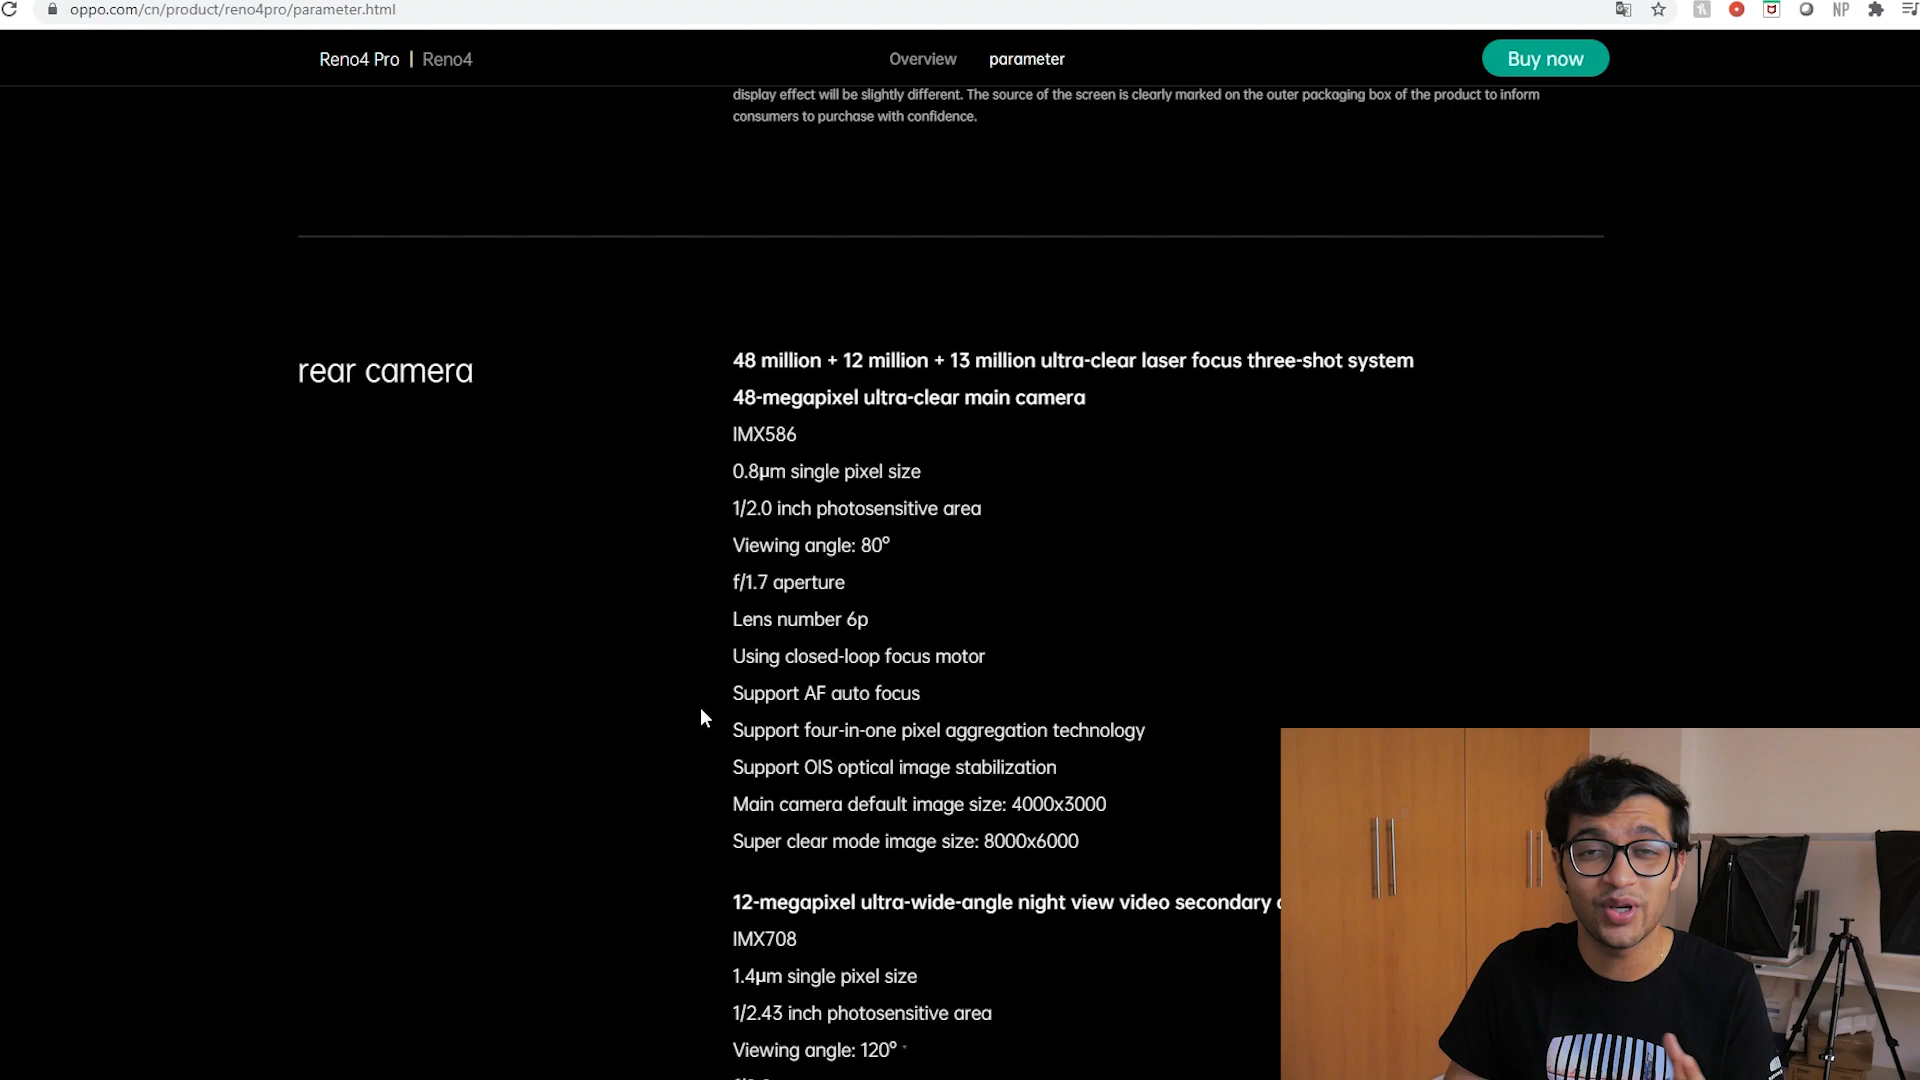 oppo.com/cn/product/reno4pro/parameter.html
NP
Reno4 Pro | Reno4
Overview
parameter
Buy now
display effect will be slightly different. The source of the screen is clearly marked on the outer packaging box of the product to inform
consumers to purchase with confidence.
rear camera
48 million + 12 million + 13 million ultra-clear laser focus three-shot system
48-megapixel ultra-clear main camera
IMX586
0.8μm single pixel size
1/2.0 inch photosensitive area
Viewing angle: 80°
f/1.7 aperture
Lens number 6p
Using closed-loop focus motor
Support AF auto focus
Support four-in-one pixel aggregation technology
Support OIS optical image stabilization
Main camera default image size: 4000x3000
Super clear mode image size: 8000x6000
12-megapixel ultra-wide-angle night view video secondary
IMX708
1.4μm single pixel size
1/2.43 inch photosensitive area
Viewing angle: 120°